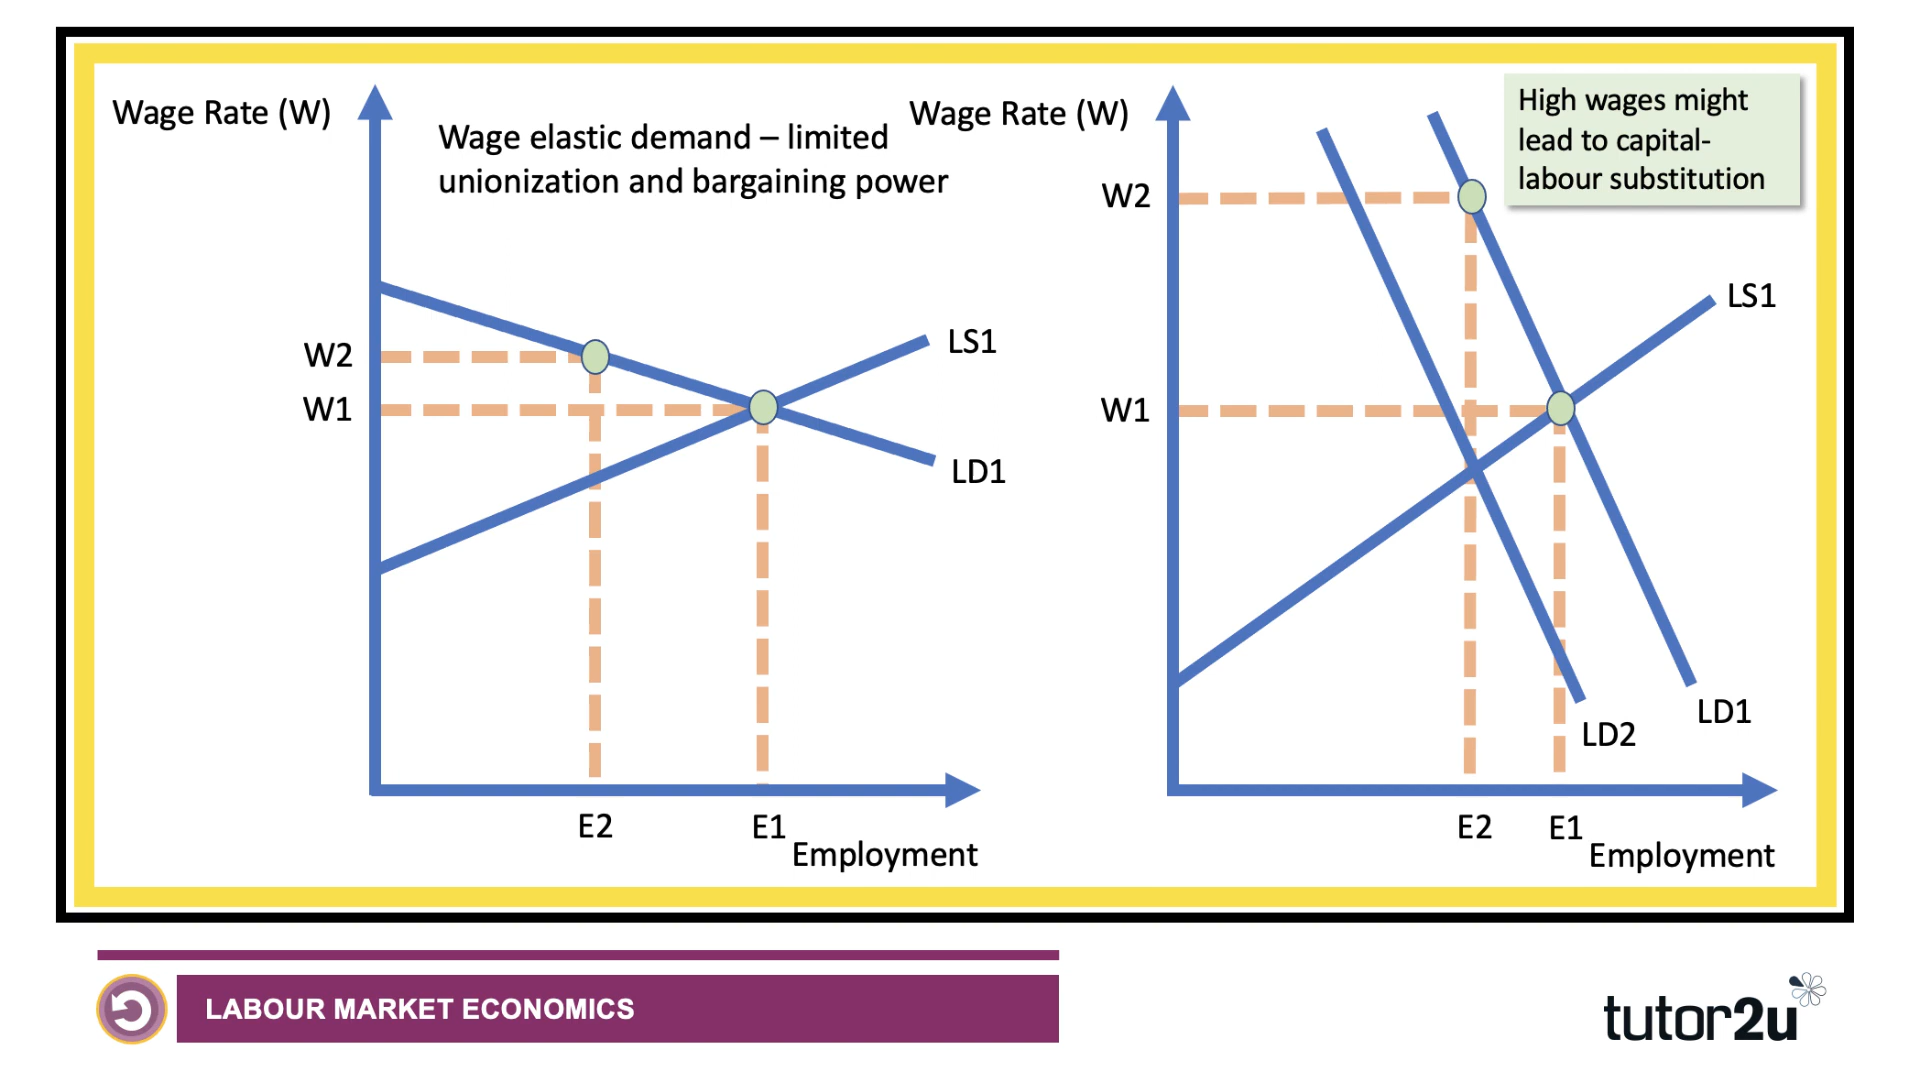 Wage Rate (W)
Wage elastic demand – limited
unionization and bargaining power
W2
W1
LS1
LD1
E2
E1
Employment
Wage Rate (W)
High wages might
lead to capital-
labour substitution
W2
W1
LS1
LD1
LD2
E2
E1
Employment
LABOUR MARKET ECONOMICS
tutor2u